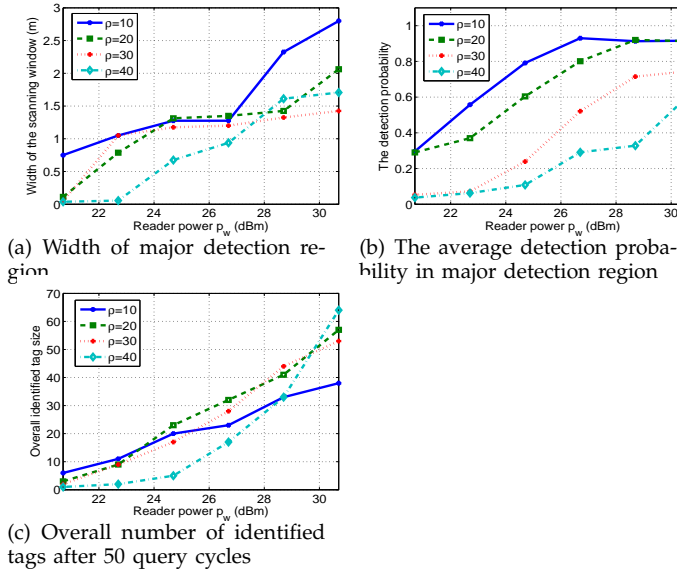 3
2.5
2
1.5
1
0.5
0
Width of the scanning window (m)
ρ=10
ρ=20
ρ=30
ρ=40
22 24 26 28 30
Reader power p_w (dBm)
(a) Width of major detection re-
gion
1
0.8
0.6
0.4
0.2
0
The detection probability
ρ=10
ρ=20
ρ=30
ρ=40
22 24 26 28 30
Reader power p_w (dBm)
(b) The average detection proba-
bility in major detection region
70
60
50
40
30
20
10
0
Overall identified tag size
ρ=10
ρ=20
ρ=30
ρ=40
22 24 26 28 30
Reader power p_w (dBm)
(c) Overall number of identified
tags after 50 query cycles